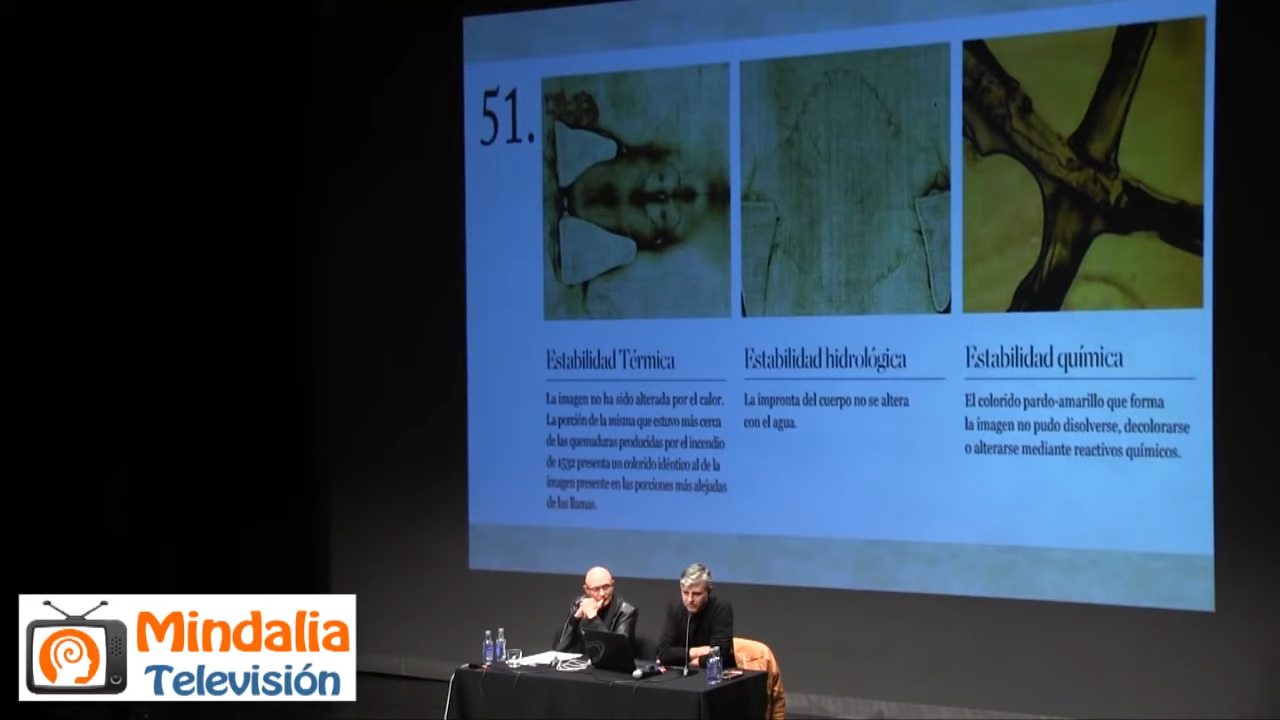 51.
Estabilidad Térmica
La imagen no ha sido alterada por el calor.
La porción de la misma que estuvo más cerca
de las quemaduras producidas por el incendio
de 1532 presenta un colorido idéntico al de la
imagen presente en las porciones más alejadas
de las llamas.
Estabilidad hidrológica
La impronta del cuerpo no se altera
con el agua.
Estabilidad química
El colorido pardo-amarillo que forma
la imagen no pudo disolverse, decolorarse
o alterarse mediante reactivos químicos.
Mindalia
Televisión